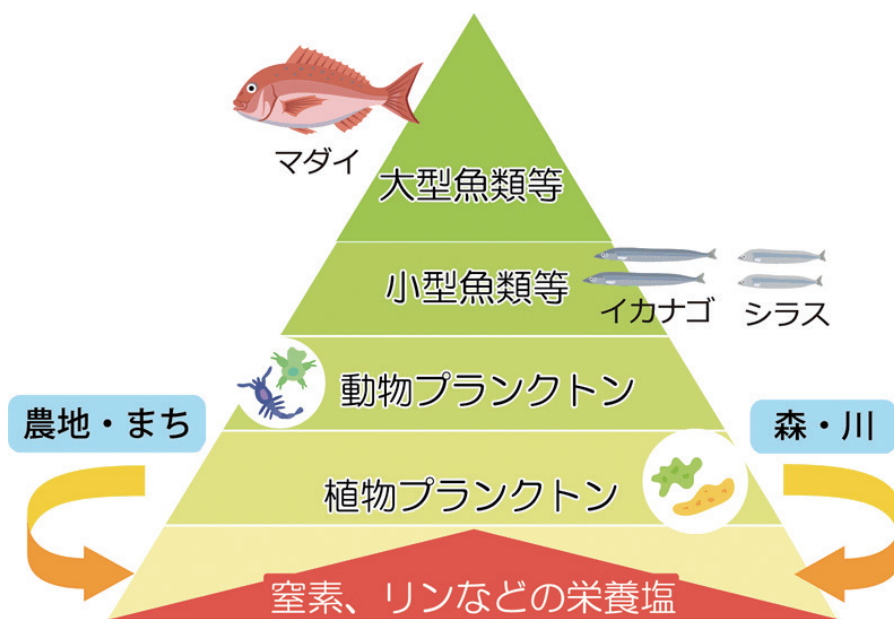 マダイ
大型魚類等
小型魚類等
イカナゴ
シラス
動物プランクトン
農地・まち
森・川
植物プランクトン
窒素、リンなどの栄養塩